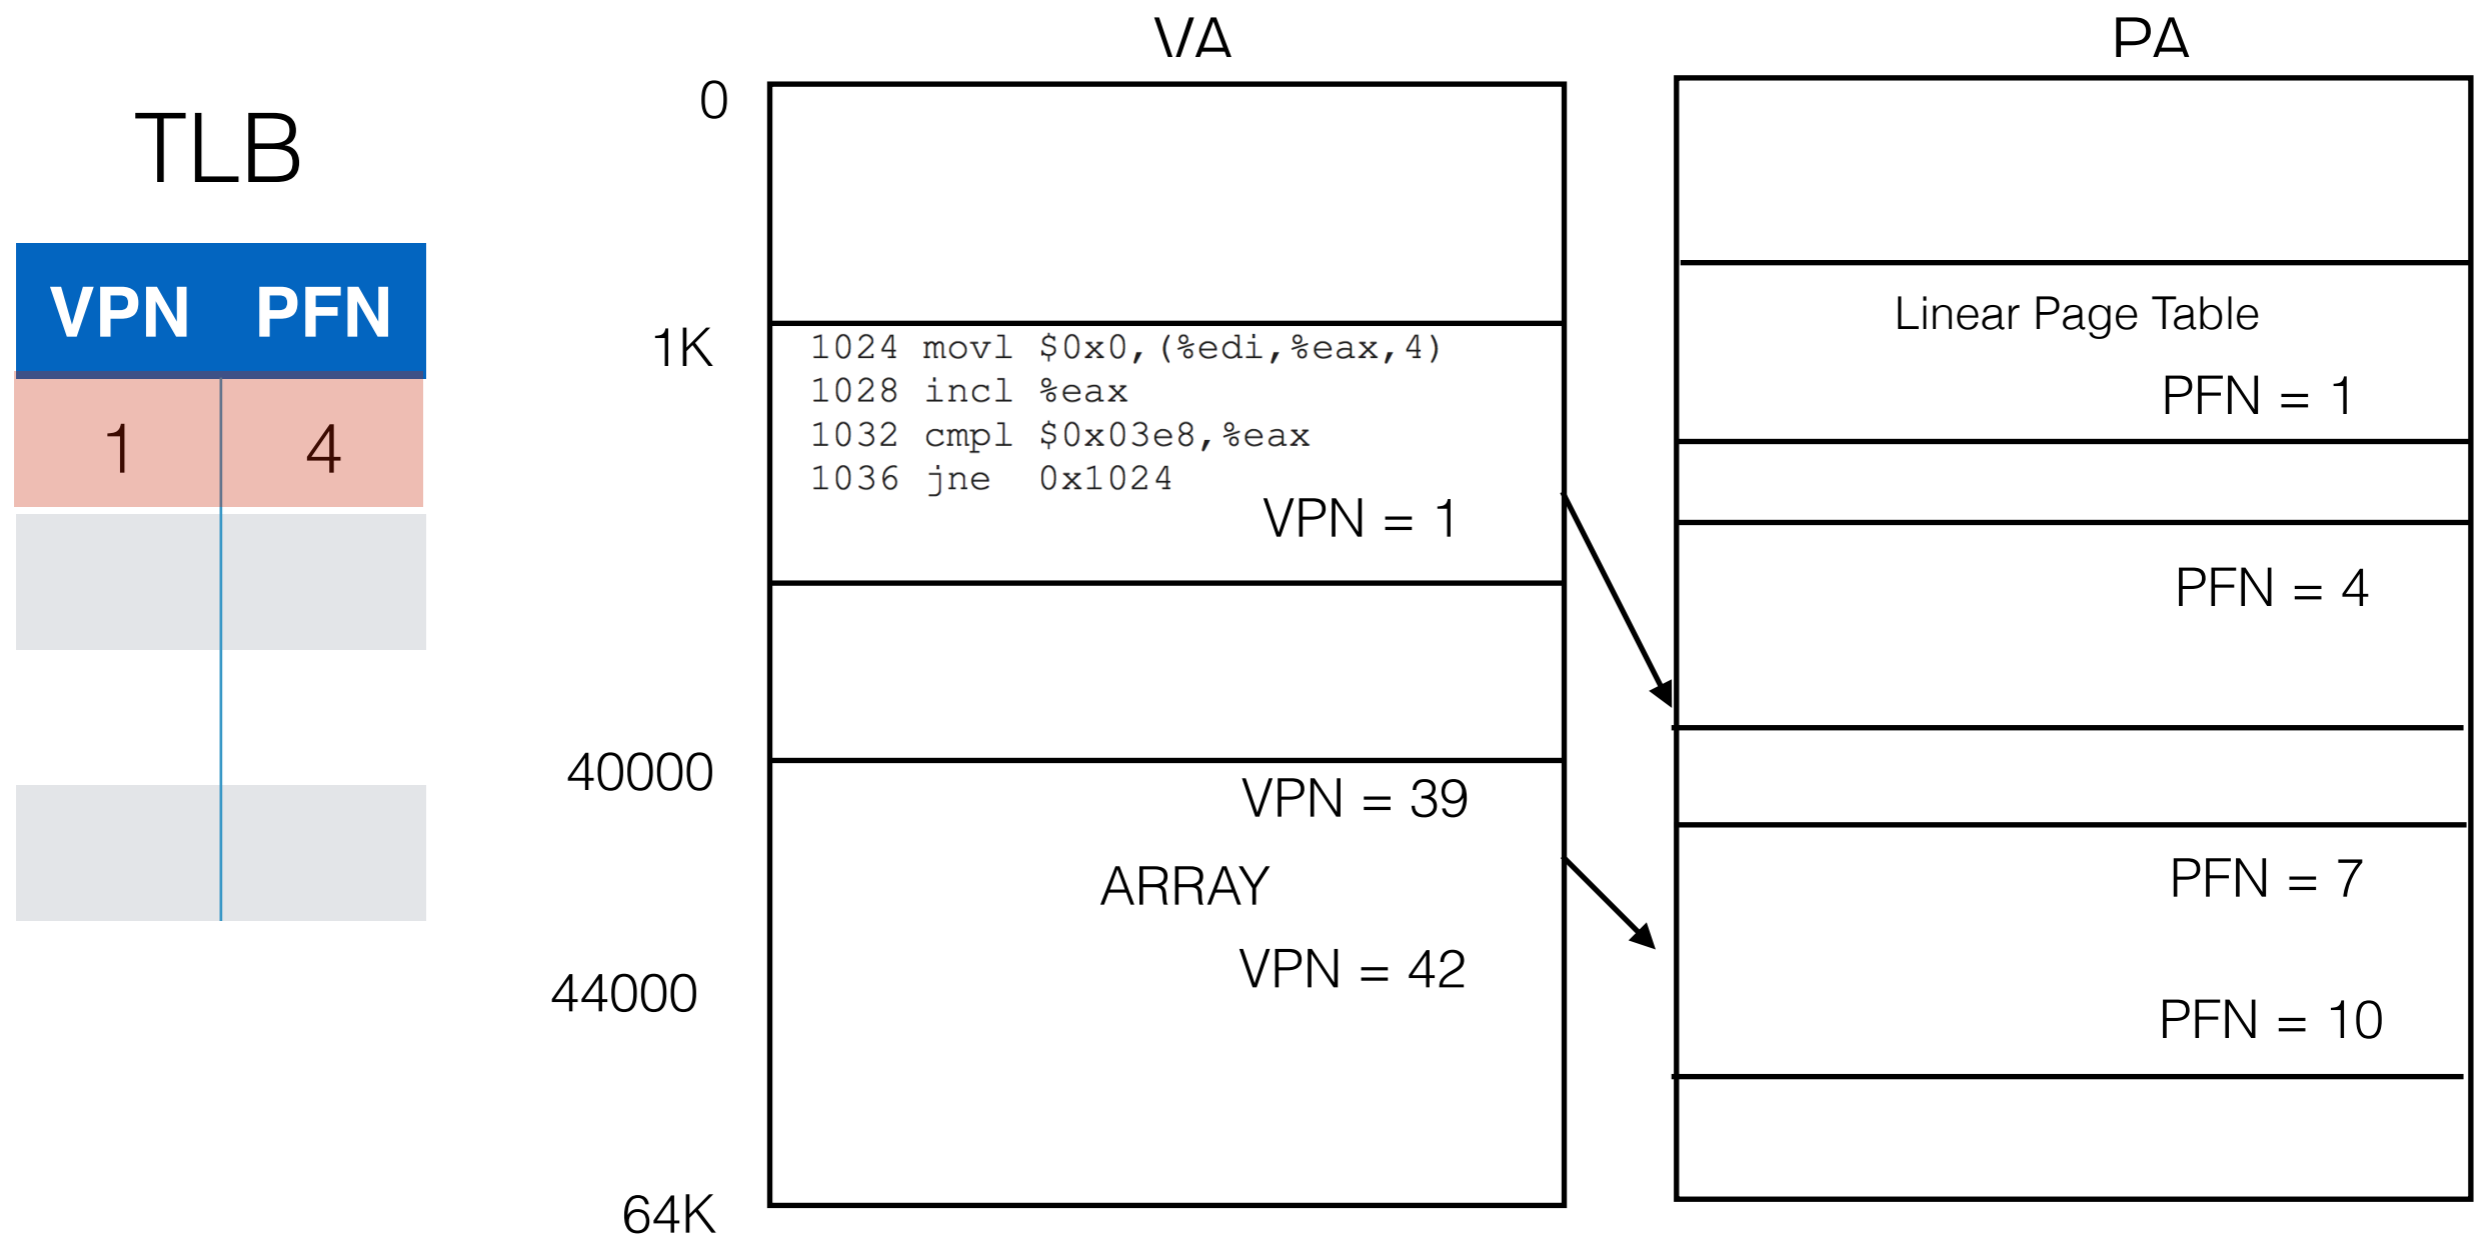 TLB
VPN PFN
1 4
VA
0
1K
1024 movl $0x0,(%edi,%eax,4)
1028 incl %eax
1032 cmpl $0x03e8,%eax
1036 jne 0x1024
VPN = 1
40000
VPN = 39
ARRAY
VPN = 42
44000
64K
PA
Linear Page Table
PFN = 1
PFN = 4
PFN = 7
PFN = 10